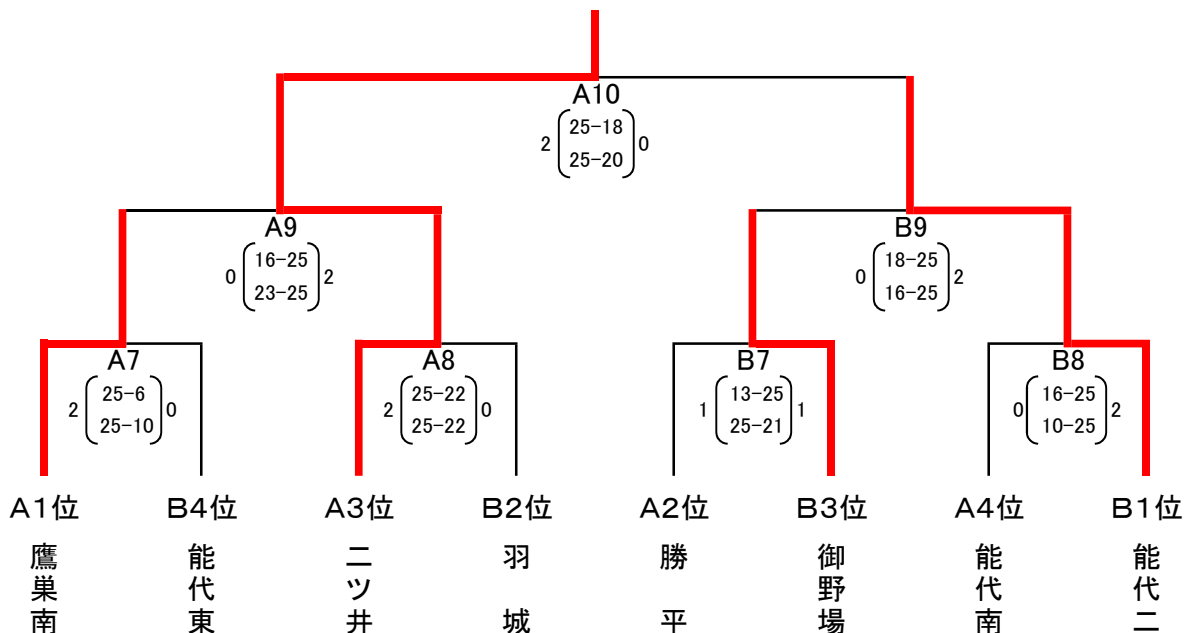 A10
2 25-18 0
25-20
A9
0 16-25 2
23-25
B9
0 18-25 2
16-25
A7
2 25-6 0
25-10
A8
2 25-22 0
25-22
B7
1 13-25 1
25-21
B8
0 16-25 2
10-25
A1位 B4位 A3位 B2位 A2位 B3位 A4位 B1位
鷹巣南
能代東
二ツ井
羽城
勝平
御野場
能代南
能代二